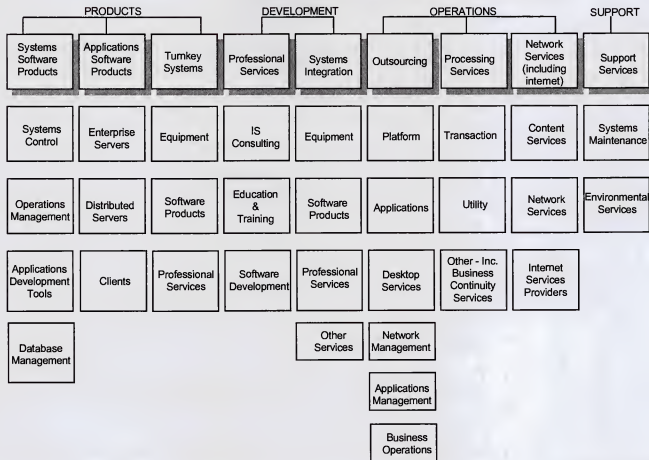 PRODUCTS DEVELOPMENT OPERATIONS SUPPORT
Systems
Software
Products
Applications
Software
Products
Turnkey
Systems
Professional
Services
Systems
Integration
Outsourcing
Processing
Services
Network
Services
(including
internet)
Support
Services
Systems
Control
Enterprise
Servers
Equipment
IS
Consulting
Equipment
Platform
Transaction
Content
Services
Systems
Maintenance
Operations
Management
Distributed
Servers
Software
Products
Education
&
Training
Software
Products
Applications
Utility
Network
Services
Environmental
Services
Applications
Development
Tools
Clients
Professional
Services
Software
Development
Professional
Services
Desktop
Services
Other - Inc.
Business
Continuity
Services
Internet
Services
Providers
Database
Management
Other
Services
Network
Management
Applications
Management
Business
Operations